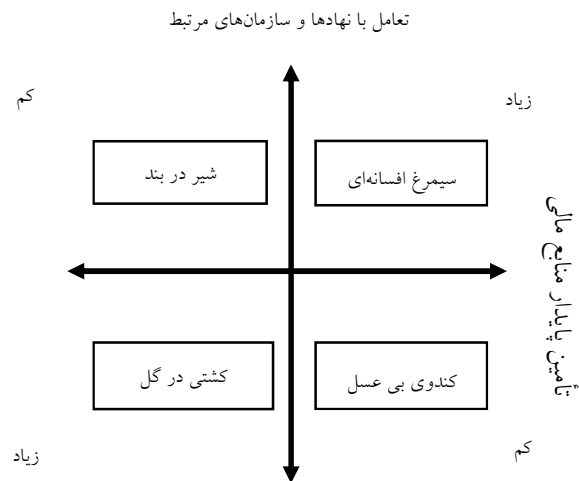 تعامل با نهادها و سازمان‌های مرتبط
زیاد
کم
سیمرغ افسانه‌ای
شیر در بند
تأمین پایدار منابع مالی
کندوی بی عسل
کشتی در گل
کم
زیاد